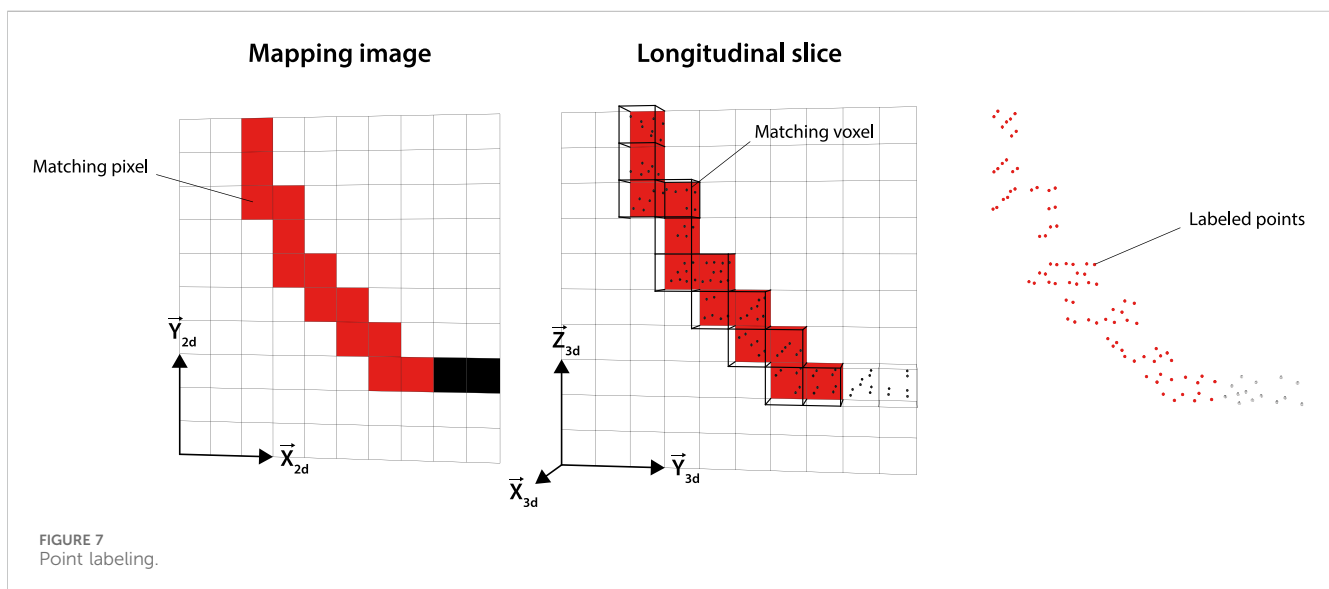 Mapping image
Longitudinal slice
Matching pixel
Matching voxel
Labeled points
Y2d
X2d
Z3d
Y3d
X3d
FIGURE 7
Point labeling.